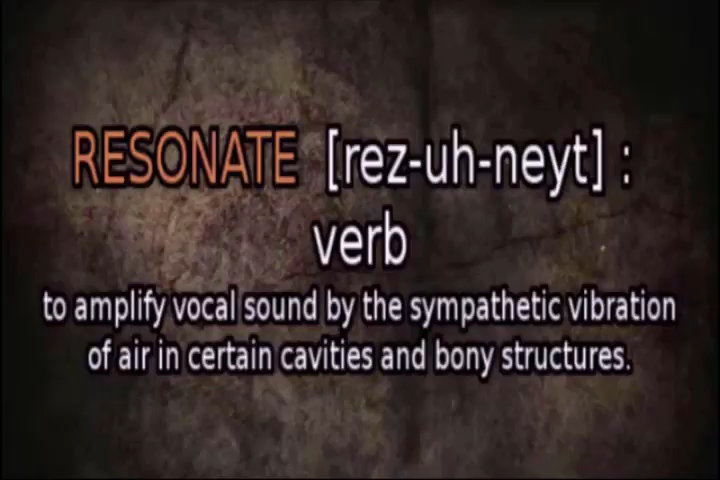 RESONATE [rez-uh-neyt] :
verb
to amplify vocal sound by the sympathetic vibration
of air in certain cavities and bony structures.